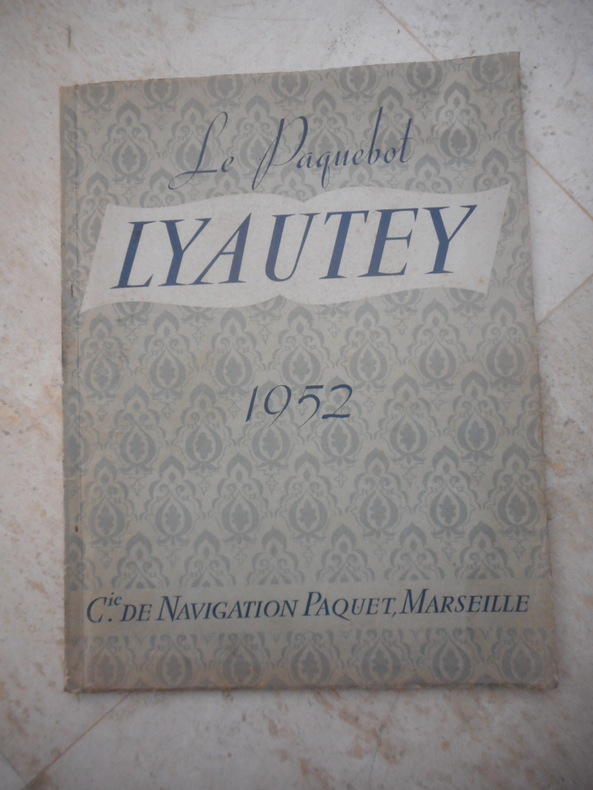 Le Paquebot
LYAUTEY
1952
Cie. DE NAVIGATION PAQUET, MARSEILLE